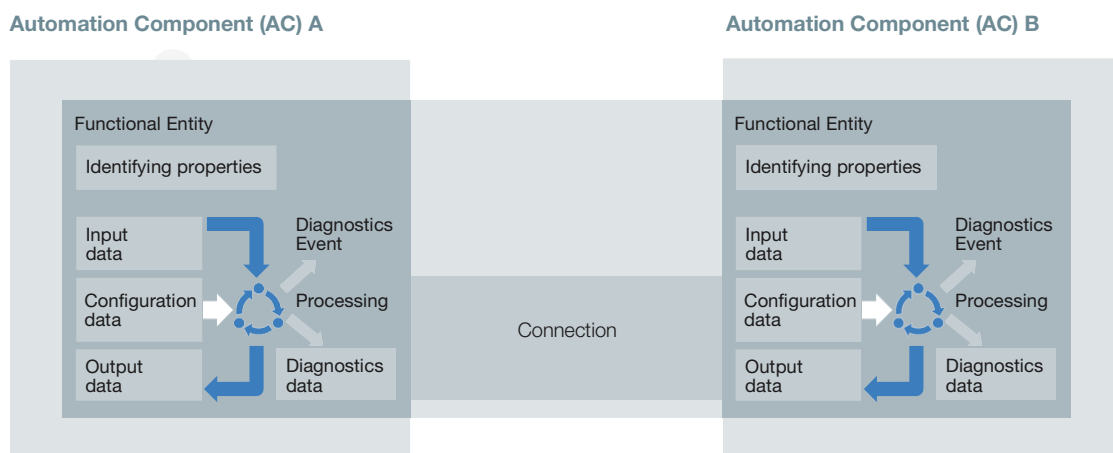 Automation Component (AC) A
Automation Component (AC) B
Functional Entity
Identifying properties
Input
data
Diagnostics
Event
Configuration
data
Processing
Output
data
Diagnostics
data
Connection
Functional Entity
Identifying properties
Input
data
Diagnostics
Event
Configuration
data
Processing
Output
data
Diagnostics
data